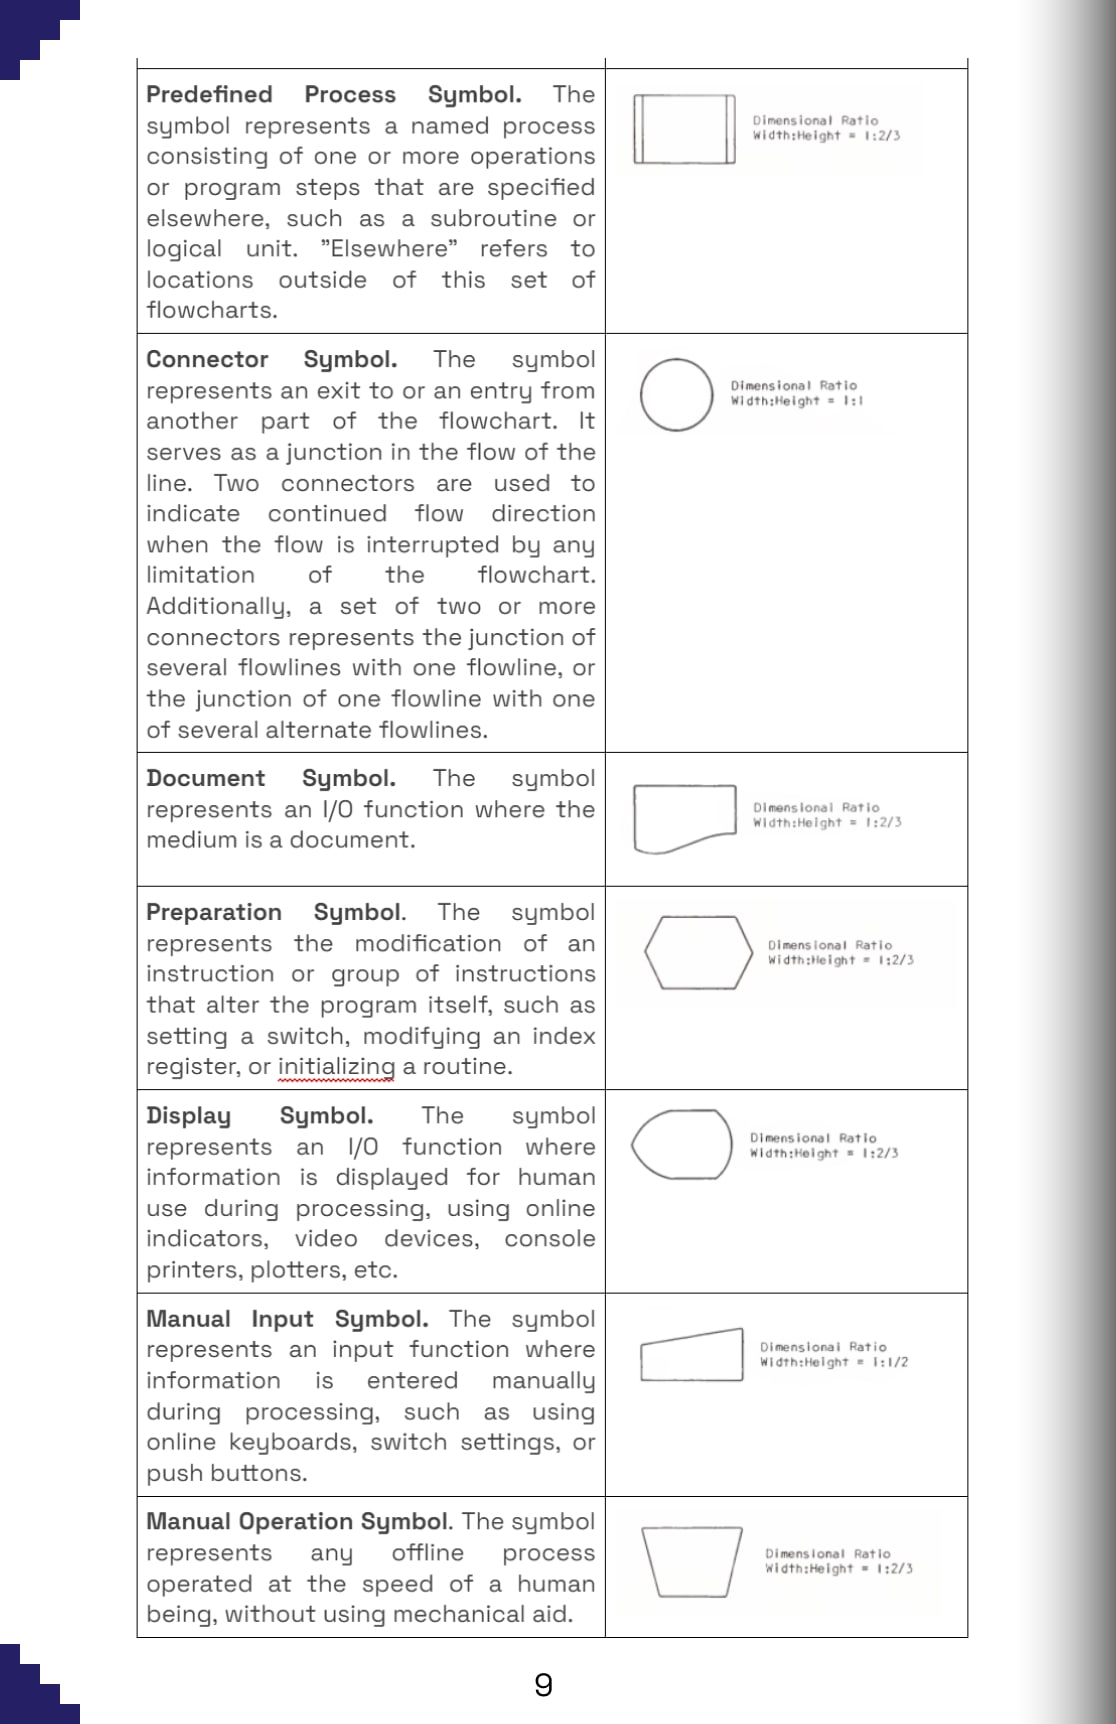 Predefined Process Symbol. The
symbol represents a named process
consisting of one or more operations
or program steps that are specified
elsewhere, such as a subroutine or
logical unit. ”Elsewhere” refers to
locations outside of this set of
flowcharts.
Dimensional Ratio
Width:Height = 1:2/3
Connector Symbol. The symbol
represents an exit to or an entry from
another part of the flowchart. It
serves as a junction in the flow of the
line. Two connectors are used to
indicate continued flow direction
when the flow is interrupted by any
limitation of the flowchart.
Additionally, a set of two or more
connectors represents the junction of
several flowlines with one flowline, or
the junction of one flowline with one
of several alternate flowlines.
Dimensional Ratio
Width:Height = 1:1
Document Symbol. The symbol
represents an I/O function where the
medium is a document.
Dimensional Ratio
Width:Height = 1:2/3
Preparation Symbol. The symbol
represents the modification of an
instruction or group of instructions
that alter the program itself, such as
setting a switch, modifying an index
register, or initializing a routine.
Dimensional Ratio
Width:Height = 1:2/3
Display Symbol. The symbol
represents an I/O function where
information is displayed for human
use during processing, using online
indicators, video devices, console
printers, plotters, etc.
Dimensional Ratio
Width:Height = 1:2/3
Manual Input Symbol. The symbol
represents an input function where
information is entered manually
during processing, such as using
online keyboards, switch settings, or
push buttons.
Dimensional Ratio
Width:Height = 1:1/2
Manual Operation Symbol. The symbol
represents any offline process
operated at the speed of a human
being, without using mechanical aid.
Dimensional Ratio
Width:Height = 1:2/3
9